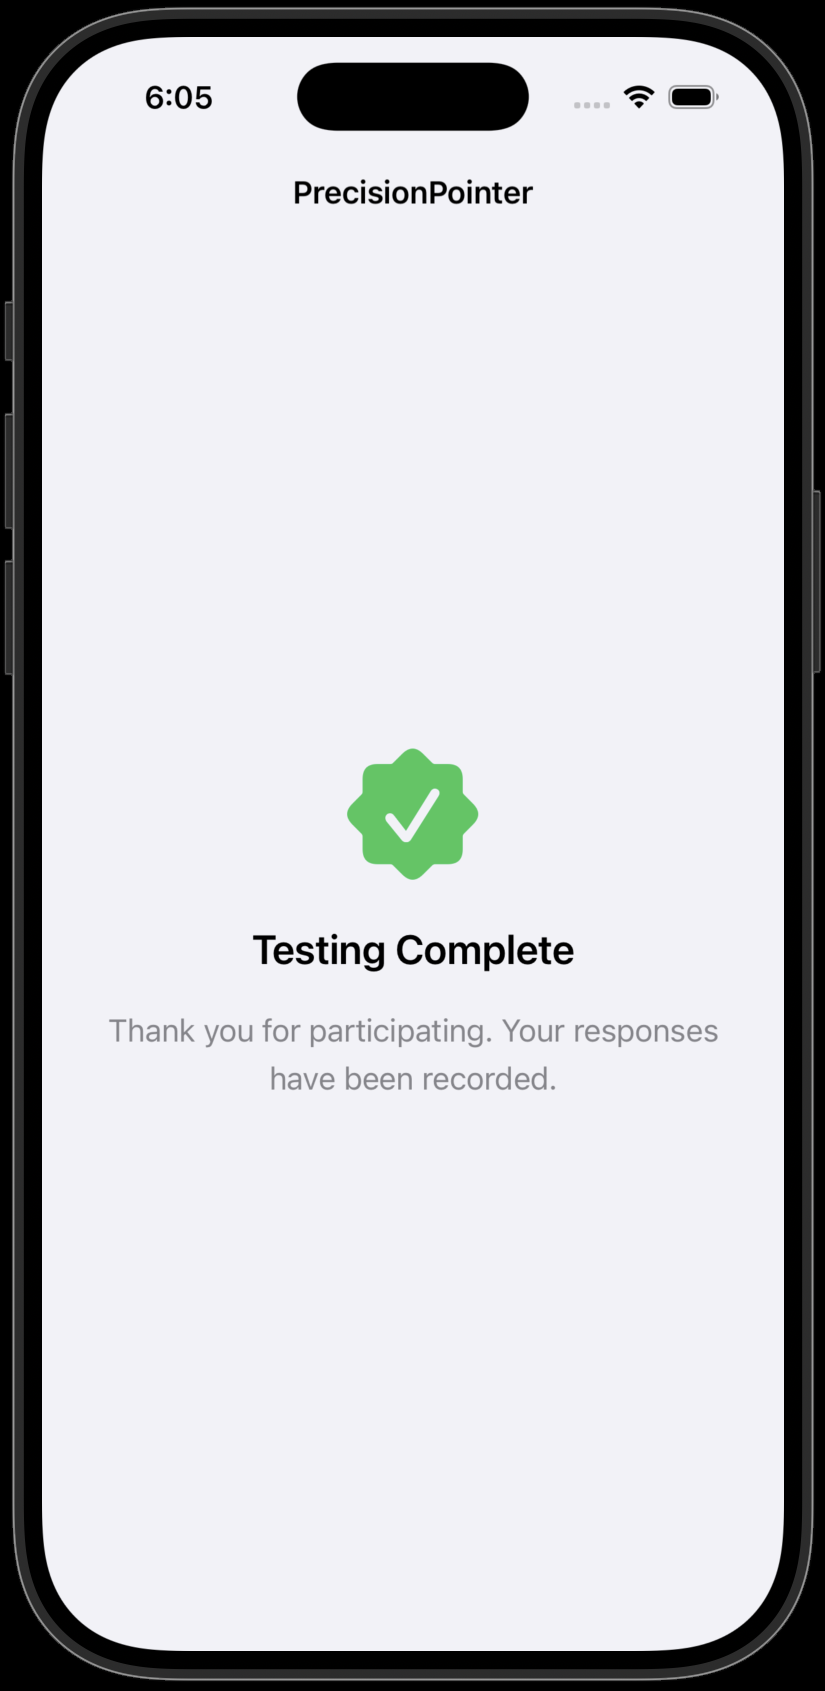 6:05
PrecisionPointer
Testing Complete
Thank you for participating. Your responses
have been recorded.